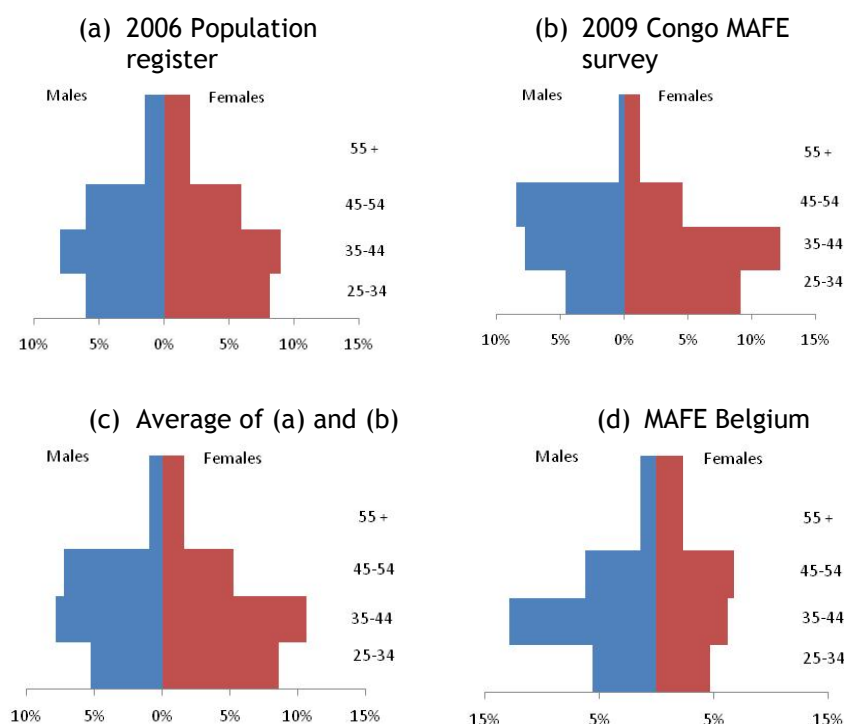 (a) 2006 Population
register
Males Females
55 +
45-54
35-44
25-34
10% 5% 0% 5% 10% 15%
(b) 2009 Congo MAFE
survey
Males Females
55 +
45-54
35-44
25-34
10% 5% 0% 5% 10% 15%
(c) Average of (a) and (b)
Males Females
55 +
45-54
35-44
25-34
10% 5% 0% 5% 10% 15%
(d) MAFE Belgium
Males Females
55 +
45-54
35-44
25-34
15% 5% 5% 15%